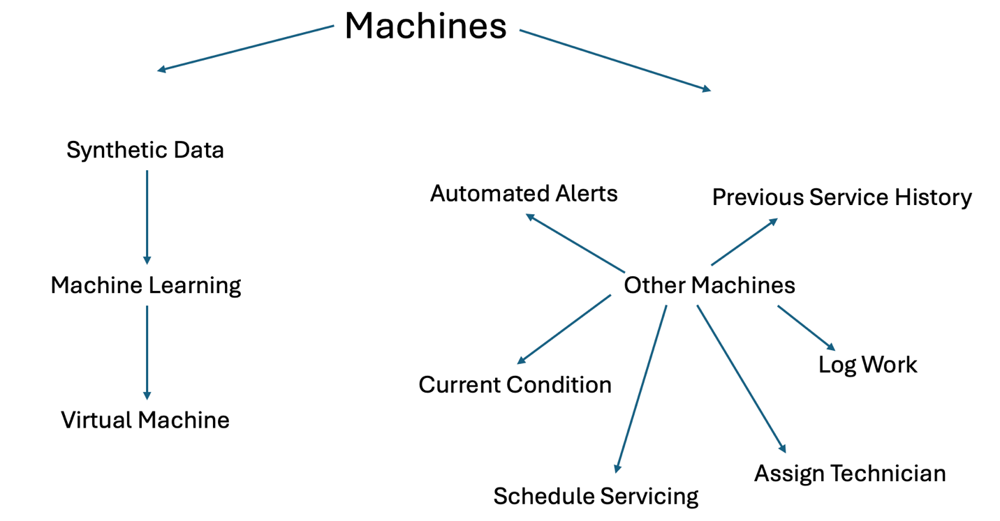 Machines
Synthetic Data
Machine Learning
Virtual Machine
Automated Alerts
Previous Service History
Other Machines
Current Condition
Log Work
Schedule Servicing
Assign Technician